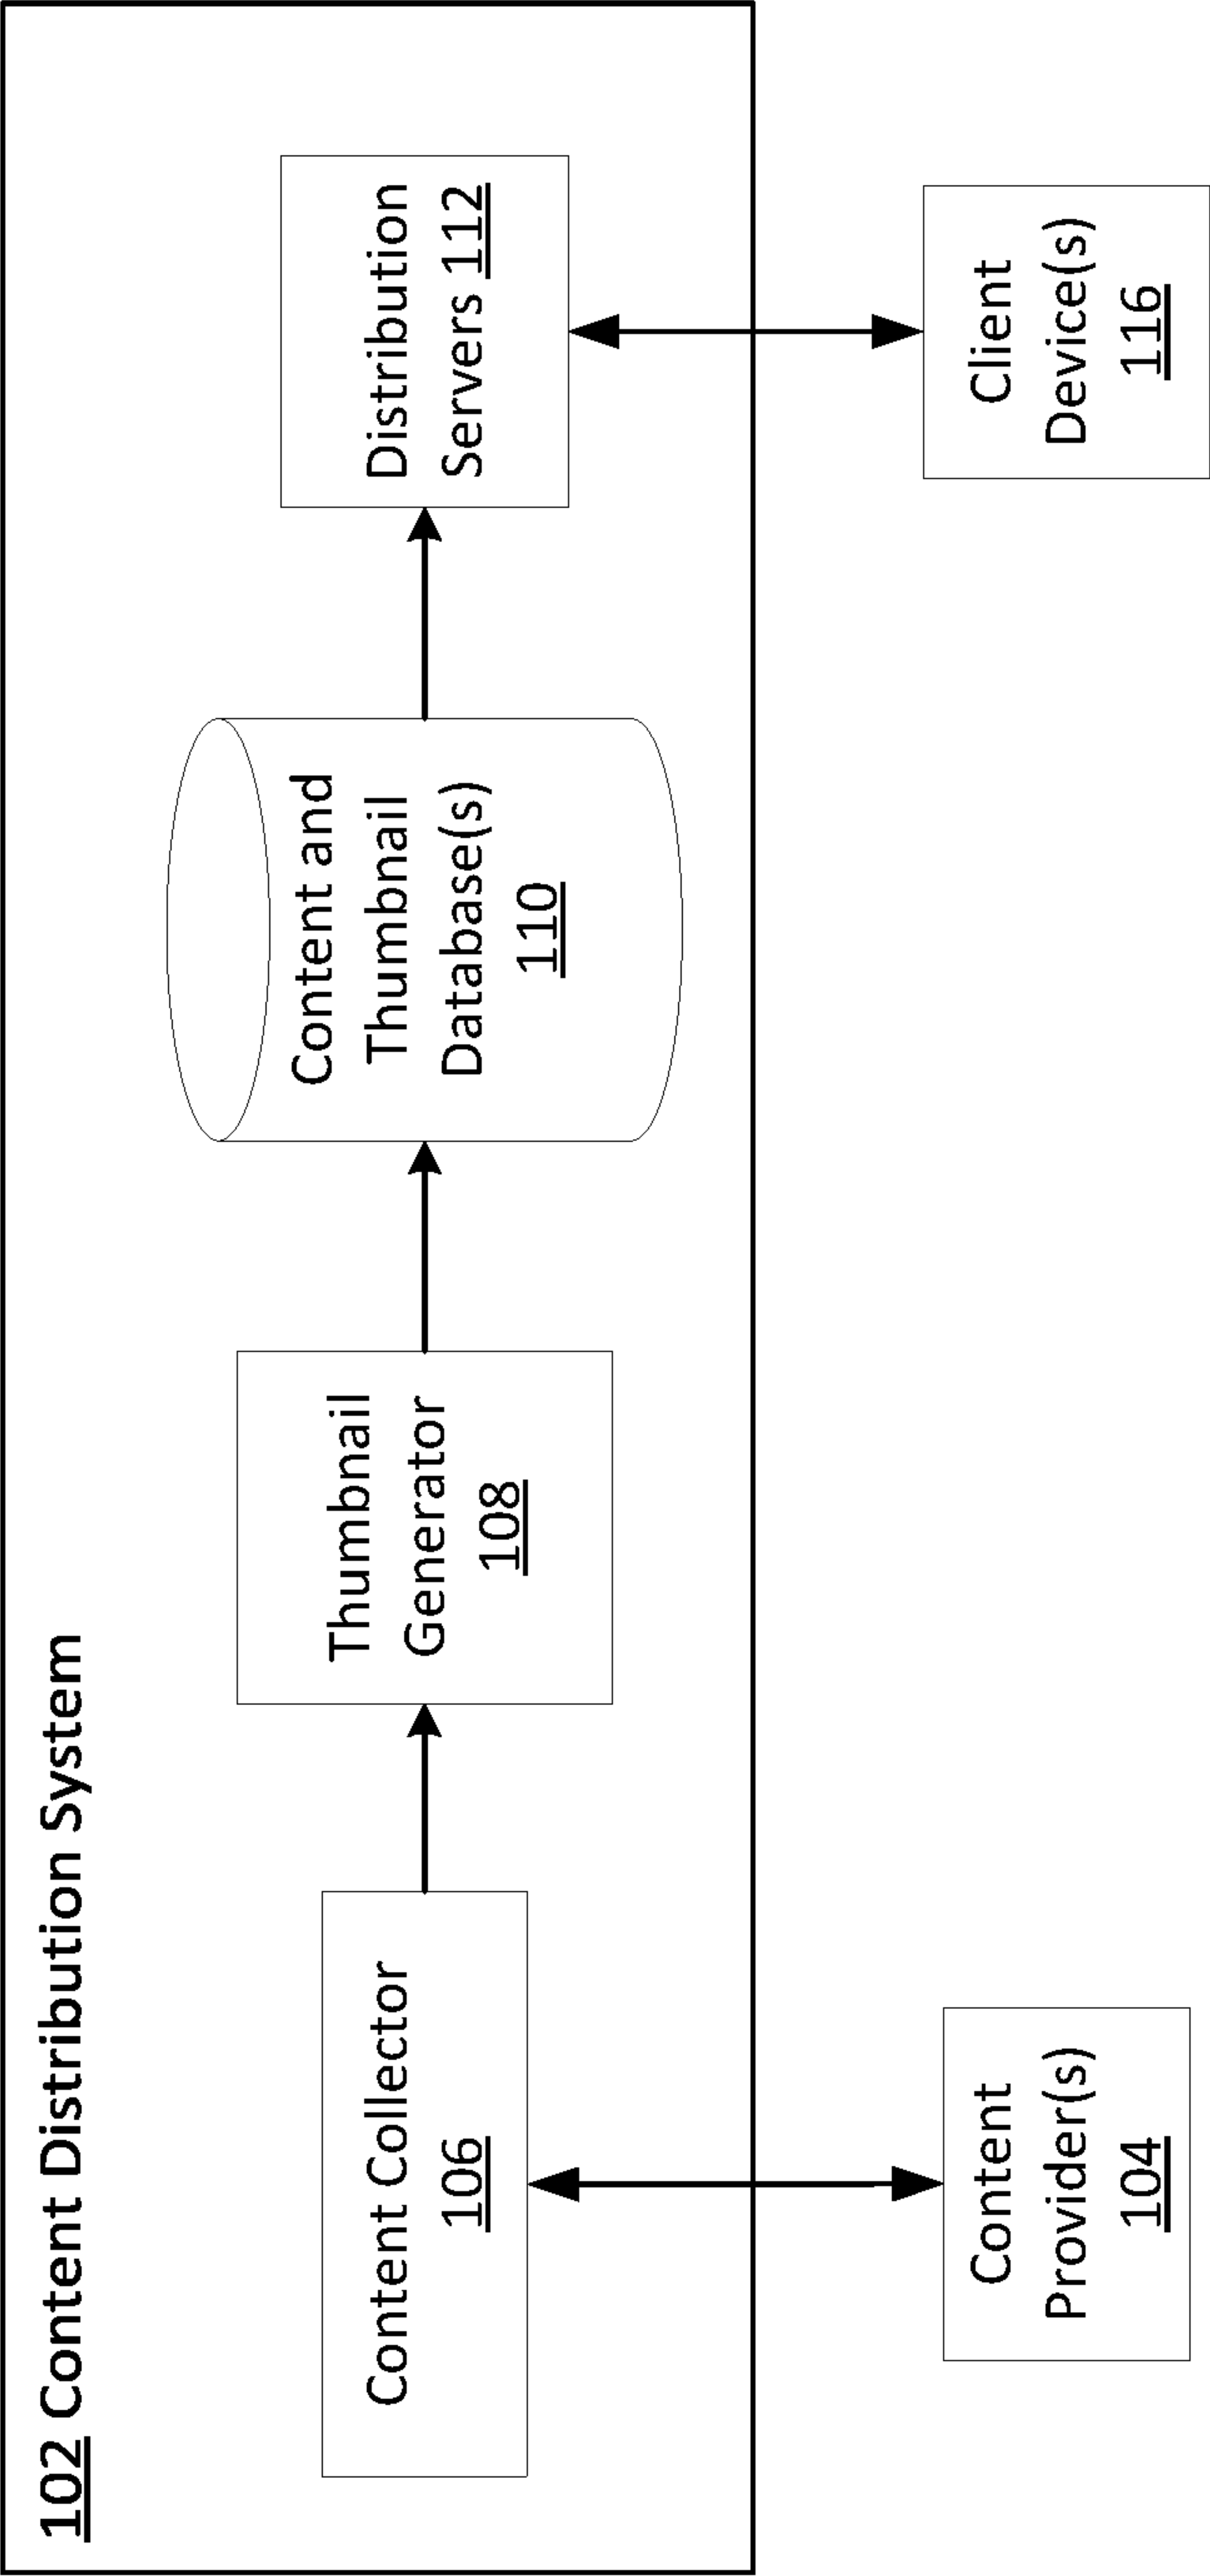 102 Content Distribution System
Content Collector
106
Thumbnail
Generator
108
Content and
Thumbnail
Database(s)
110
Distribution
Servers 112
Content
Provider(s)
104
Client
Device(s)
116